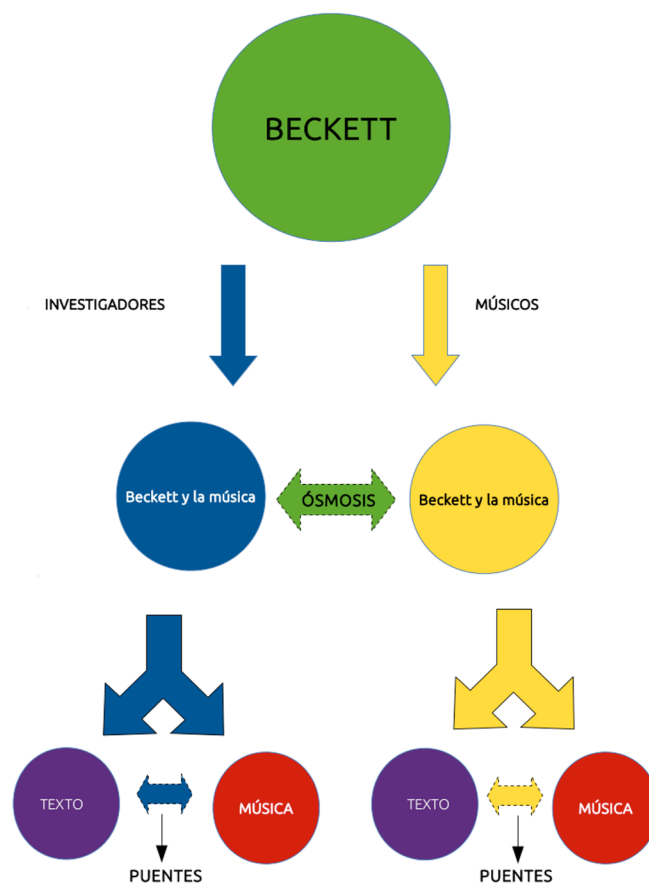 BECKETT
INVESTIGADORES
MÚSICOS
Beckett y la música
ÓSMOSIS
Beckett y la música
TEXTO
MÚSICA
TEXTO
MÚSICA
PUENTES
PUENTES